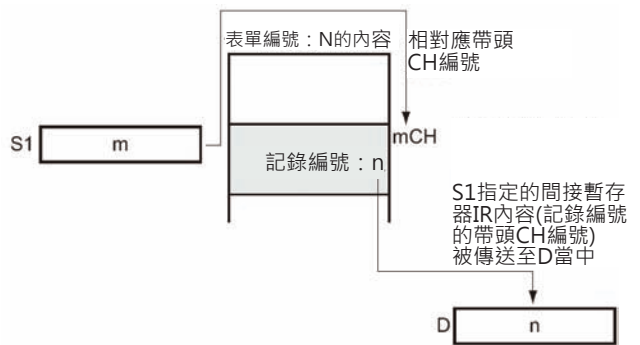 表單編號：N的內容
相對應帶頭
CH編號
S1
m
mCH
記錄編號：n
S1指定的間接暫存
器IR內容(記錄編號
的帶頭CH編號)
被傳送至D當中
D
n